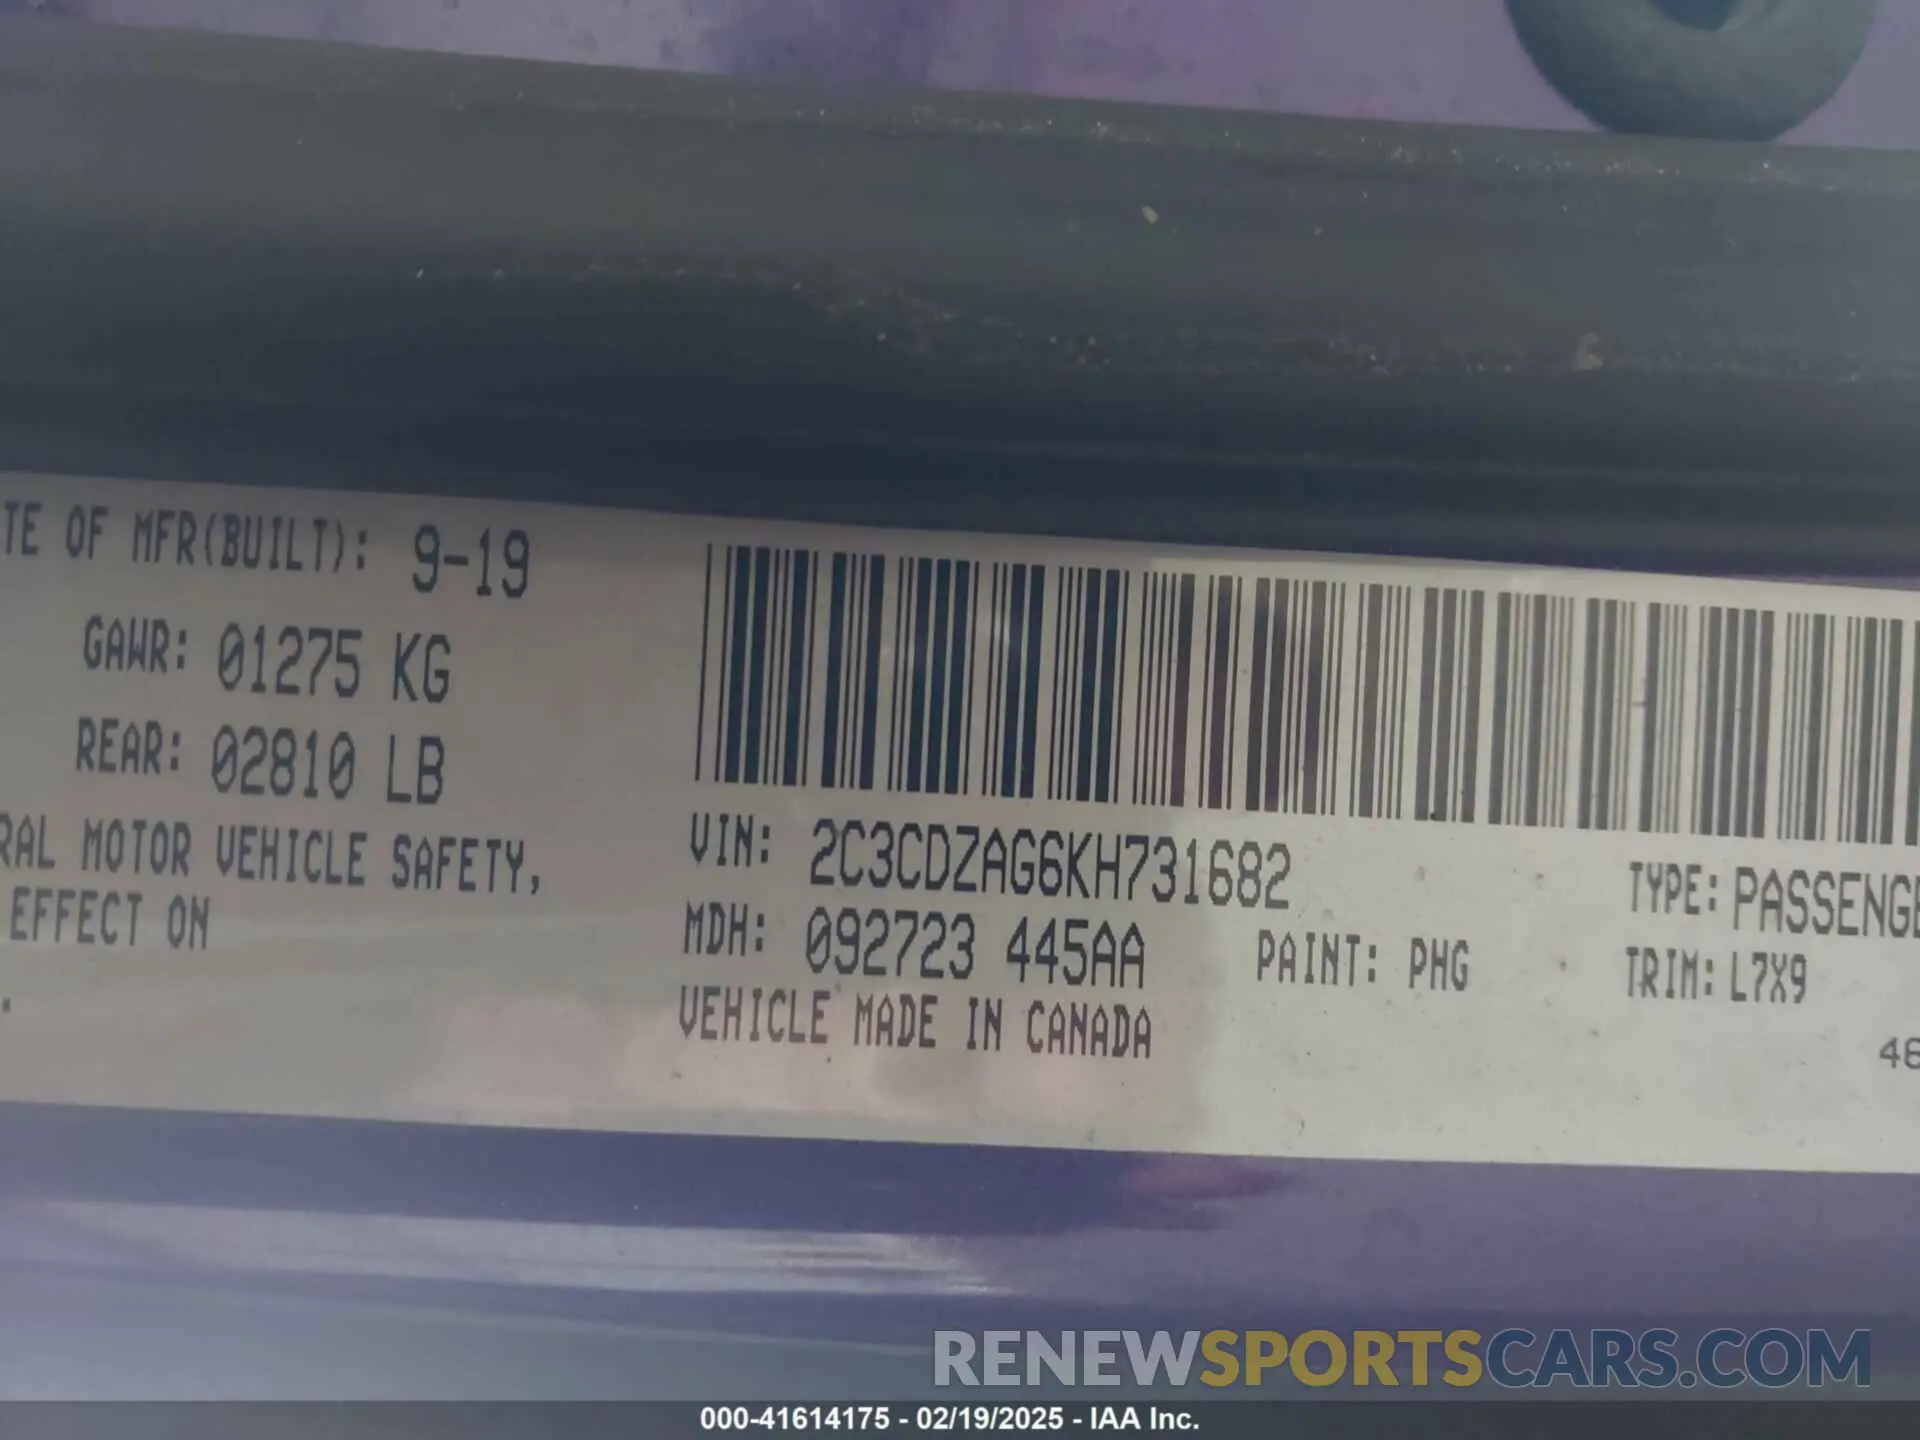 TE OF MFR(BUILT): 9-19
GAWR: 01275 KG
REAR: 02810 LB
RAL MOTOR VEHICLE SAFETY,
EFFECT ON
.
VIN: 2C3CDZAG6KH731682
TYPE: PASSENGE
MDH: 092723 445AA
PAINT: PHG
TRIM: L7X9
VEHICLE MADE IN CANADA
RENEWSPORTSCARS.COM
000-41614175 - 02/19/2025 - IAA Inc.